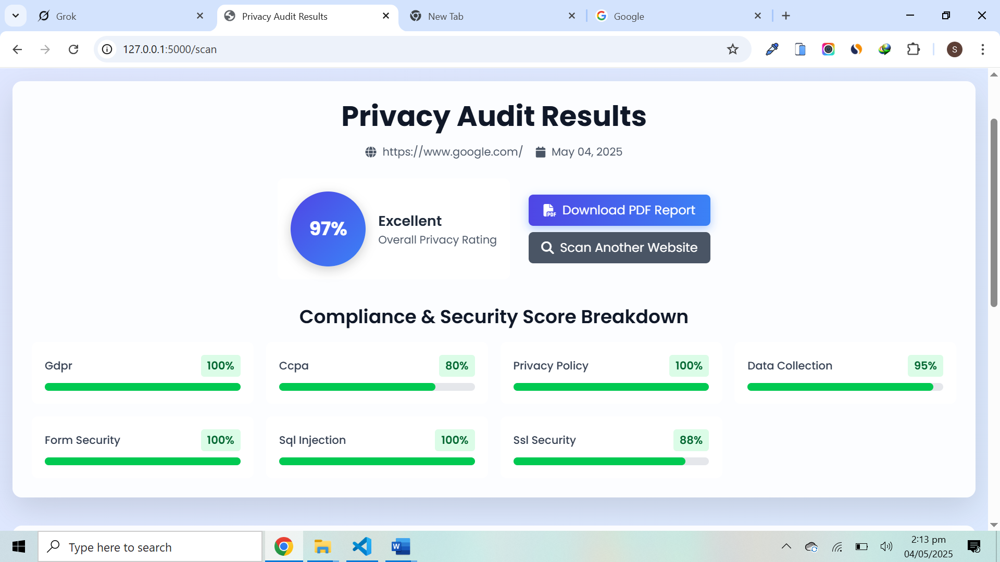 Grok
Privacy Audit Results
New Tab
Google
127.0.0.1:5000/scan
S
Privacy Audit Results
https://www.google.com/ May 04, 2025
97%
Excellent
Overall Privacy Rating
PDF Download PDF Report
Scan Another Website
Compliance & Security Score Breakdown
Gdpr 100%
Ccpa 80%
Privacy Policy 100%
Data Collection 95%
Form Security 100%
Sql Injection 100%
Ssl Security 88%
Type here to search
W
2:13 pm
04/05/2025